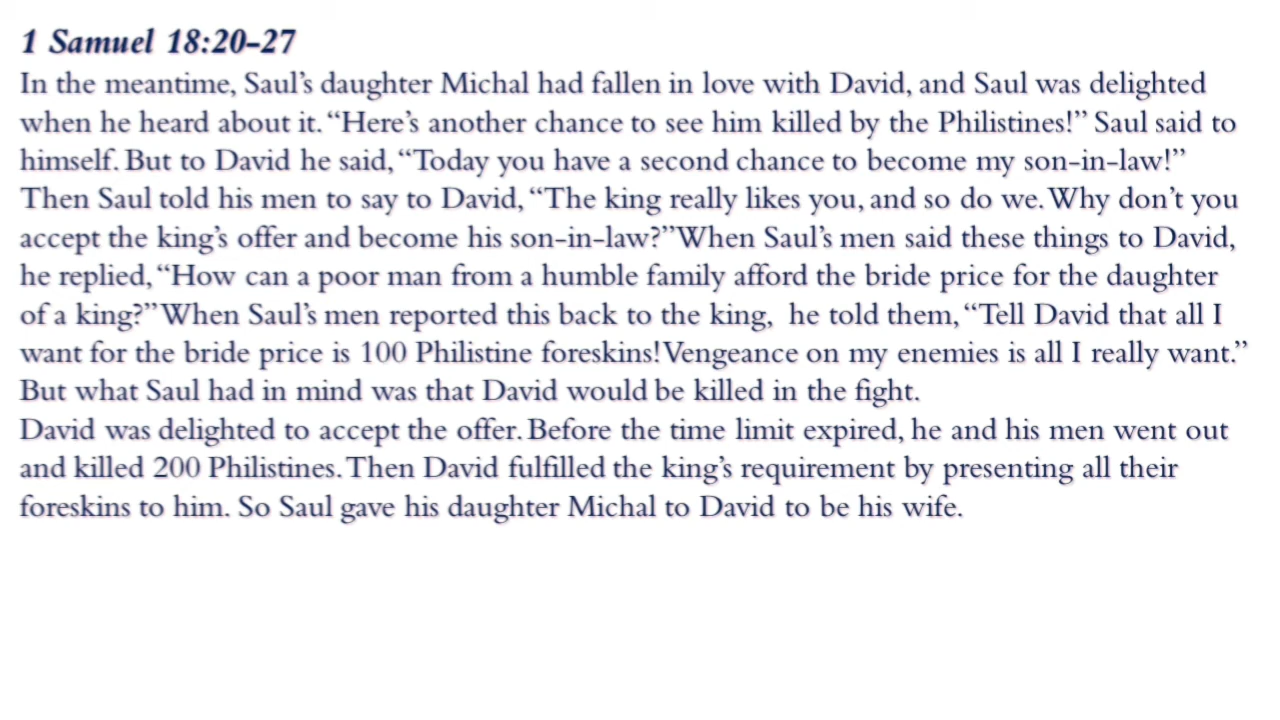 1 Samuel 18:20–27
In the meantime, Saul’s daughter Michal had fallen in love with David, and Saul was delighted
when he heard about it. “Here’s another chance to see him killed by the Philistines!” Saul said to
himself. But to David he said, “Today you have a second chance to become my son-in-law!”
Then Saul told his men to say to David, “The king really likes you, and so do we. Why don’t you
accept the king’s offer and become his son-in-law?” When Saul’s men said these things to David,
he replied, “How can a poor man from a humble family afford the bride price for the daughter
of a king?” When Saul’s men reported this back to the king,  he told them, “Tell David that all I
want for the bride price is 100 Philistine foreskins! Vengeance on my enemies is all I really want.”
But what Saul had in mind was that David would be killed in the fight.
David was delighted to accept the offer. Before the time limit expired, he and his men went out
and killed 200 Philistines. Then David fulfilled the king’s requirement by presenting all their
foreskins to him. So Saul gave his daughter Michal to David to be his wife.